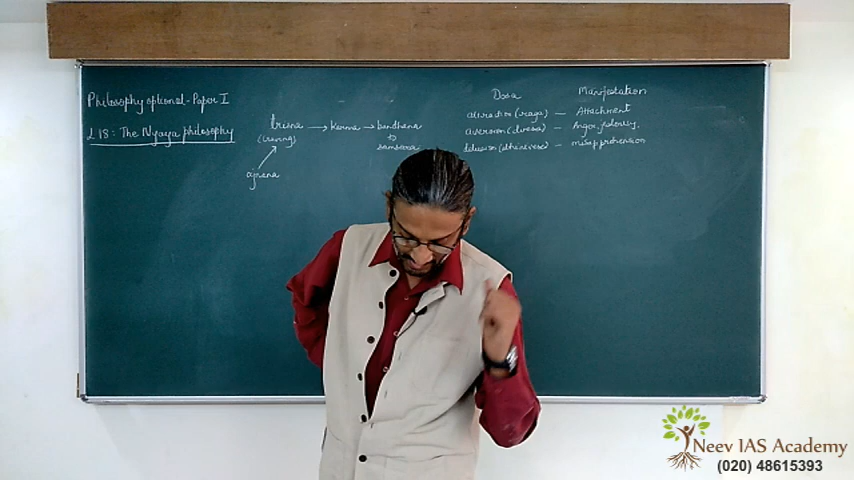 Philosophy optional - Paper I
L 18 : The Nyaya philosophy
trisna → karma → bandhana
(craving)
samsara
ajnana
Dosa Manifestation
attraction (raga) — Attachment
aversion (dvesa) — Anger, jealousy,
delusion — misapprehension
Neev IAS Academy
(020) 48615393